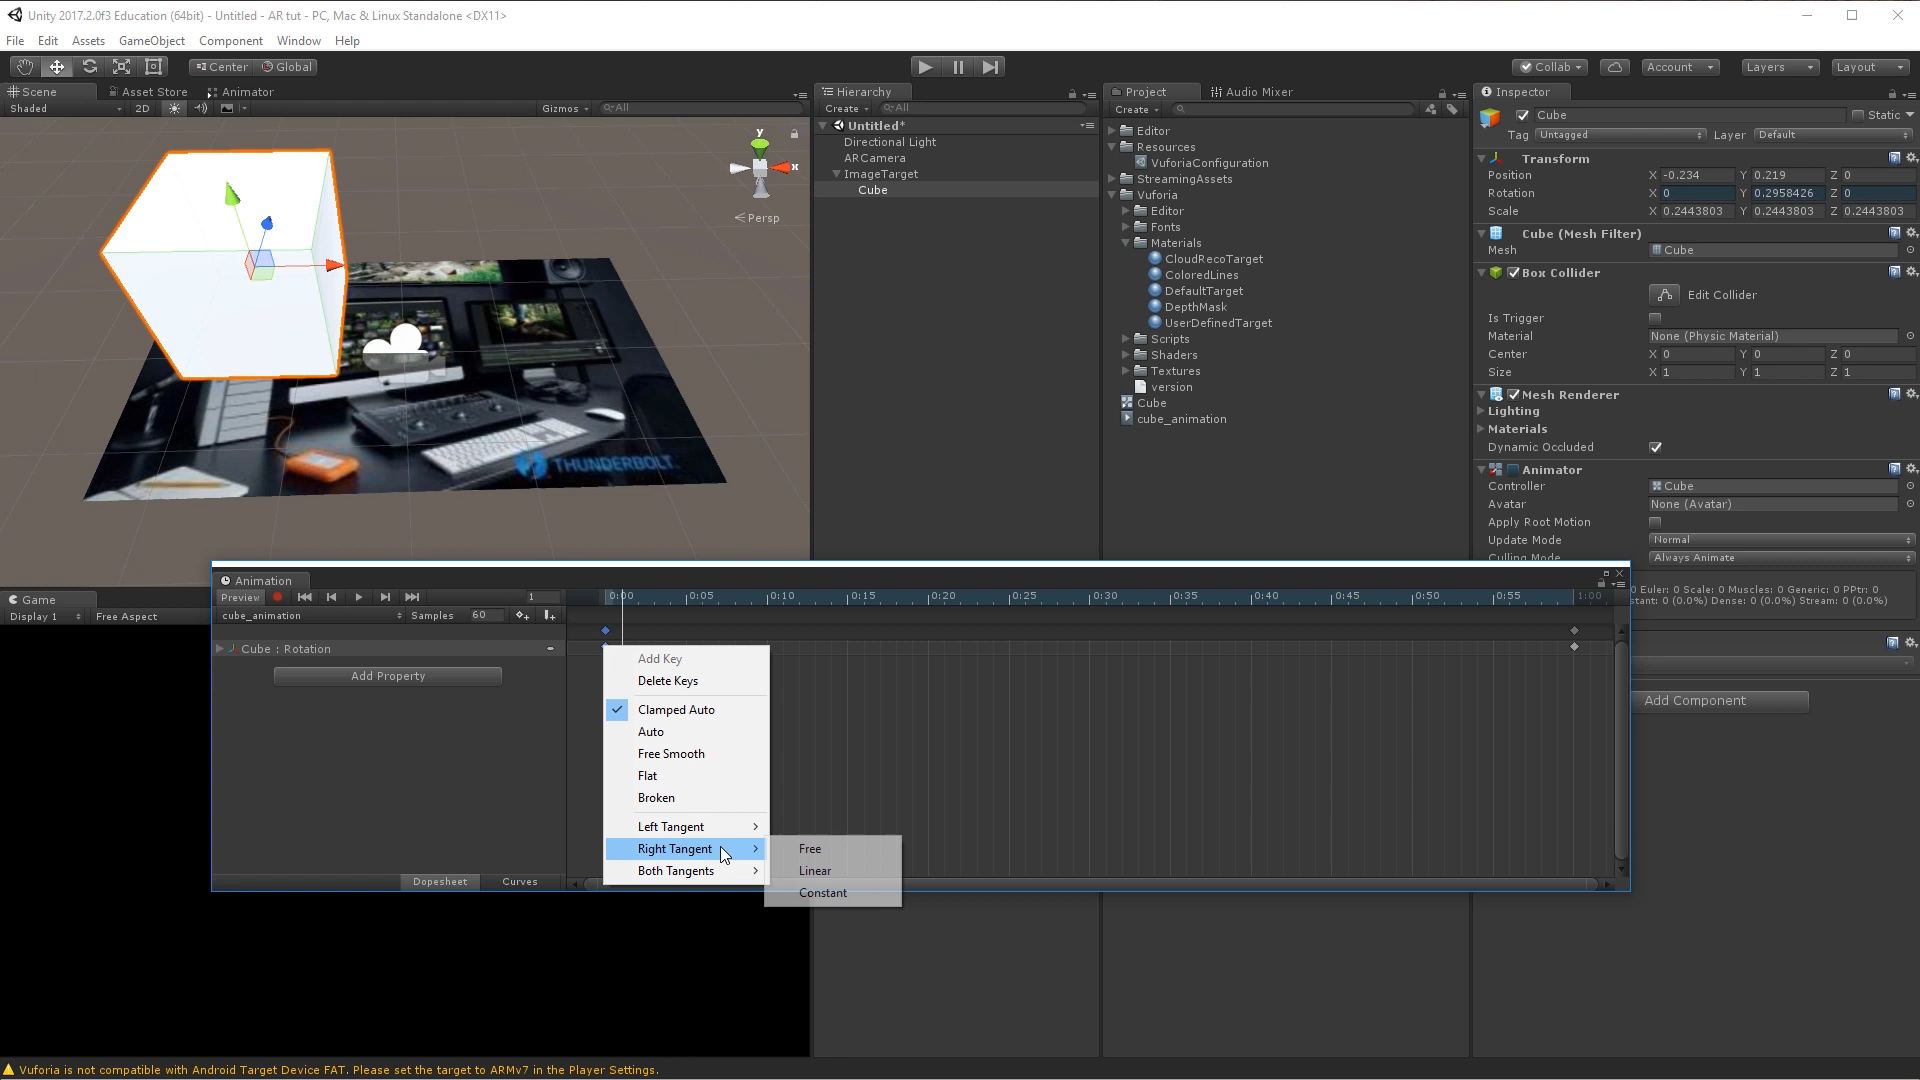 Unity 2017.2.0f3 Education (64bit) - Untitled - AR tut - PC, Mac & Linux Standalone <DX11>
File Edit Assets GameObject Component Window Help
Center Global
Collab Account Layers Layout
Scene Asset Store Animator
Shaded 2D Gizmos All
y
x
Persp
THUNDERBOLT
Hierarchy
Create All
Untitled*
Directional Light
ARCamera
ImageTarget
Cube
Project Audio Mixer
Create
Editor
Resources
VuforiaConfiguration
StreamingAssets
Vuforia
Editor
Fonts
Materials
CloudRecoTarget
ColoredLines
DefaultTarget
DepthMask
UserDefinedTarget
Scripts
Shaders
Textures
version
Cube
cube_animation
Inspector
Cube Static
Tag Untagged Layer Default
Transform
Position X -0.234 Y 0.219 Z 0
Rotation X 0 Y 0.2958426 Z 0
Scale X 0.2443803 Y 0.2443803 Z 0.2443803
Cube (Mesh Filter)
Mesh Cube
Box Collider
Edit Collider
Is Trigger
Material None (Physic Material)
Center X 0 Y 0 Z 0
Size X 1 Y 1 Z 1
Mesh Renderer
Lighting
Materials
Dynamic Occluded
Animator
Controller Cube
Avatar None (Avatar)
Apply Root Motion
Update Mode Normal
Culling Mode Always Animate
0 Euler: 0 Scale: 0 Muscles: 0 Generic: 0 PPtr: 0
stant: 0 (0.0%) Dense: 0 (0.0%) Stream: 0 (0.0%)
Add Component
Game
Display 1 Free Aspect
Animation
Preview 1
0:00 0:05 0:10 0:15 0:20 0:25 0:30 0:35 0:40 0:45 0:50 0:55 1:00
cube_animation Samples 60
Cube : Rotation
Add Property
Dopesheet Curves
Add Key
Delete Keys
Clamped Auto
Auto
Free Smooth
Flat
Broken
Left Tangent
Right Tangent
Both Tangents
Free
Linear
Constant
Vuforia is not compatible with Android Target Device FAT. Please set the target to ARMv7 in the Player Settings.